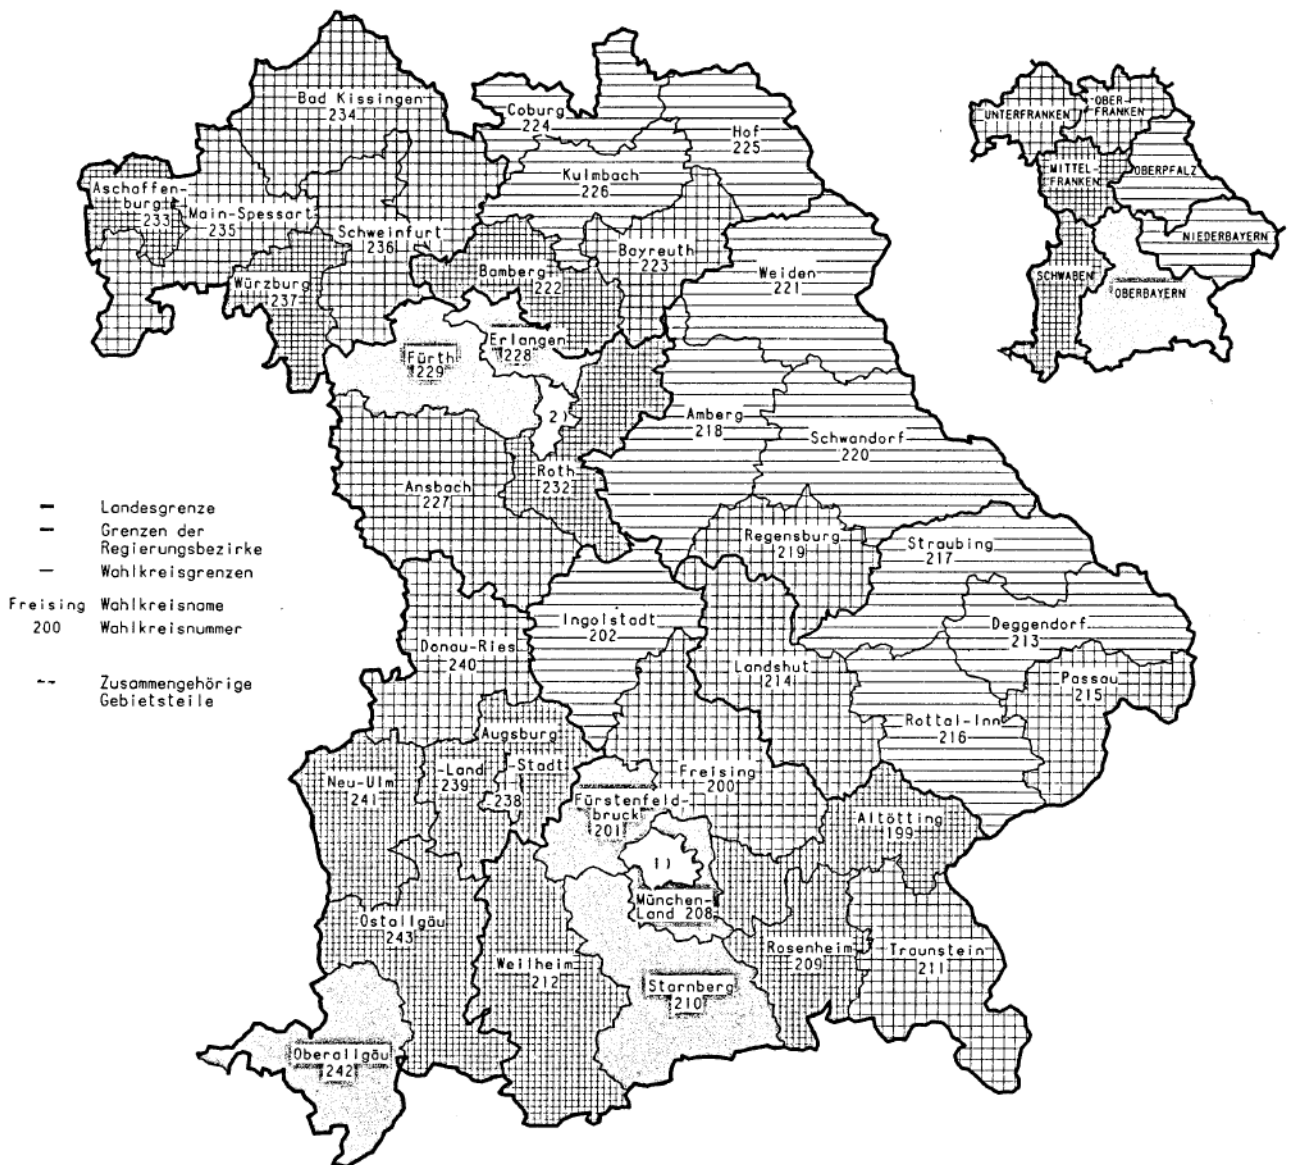 Bad Kissingen
234
Coburg
224
Hof
225
Kulmbach
226
Aschaffen-
burg
233
Main-Spessart
235
Schweinfurt
236
Würzburg
237
Bamberg
222
Bayreuth
223
Weiden
221
Erlangen
228
Fürth
229
2)
Amberg
218
Schwandorf
220
Roth
232
Ansbach
227
Regensburg
219
Straubing
217
Ingolstadt
202
Deggendorf
213
Donau-Ries
240
Landshut
214
Passau
215
Rottal-Inn
216
Augsburg
-Land
239
-Stadt
238
Neu-Ulm
241
Freising
200
Fürstenfeld-
bruck
201
Altötting
199
1)
München-
Land 208
Ostallgäu
243
Weilheim
212
Starnberg
210
Rosenheim
209
Traunstein
211
Oberallgäu
242
UNTERFRANKEN
OBER-
FRANKEN
MITTEL-
FRANKEN
OBERPFALZ
NIEDERBAYERN
SCHWABEN
OBERBAYERN
Landesgrenze
Grenzen der
Regierungsbezirke
Wahlkreisgrenzen
Freising Wahlkreisname
200 Wahlkreisnummer
Zusammengehörige
Gebietsteile